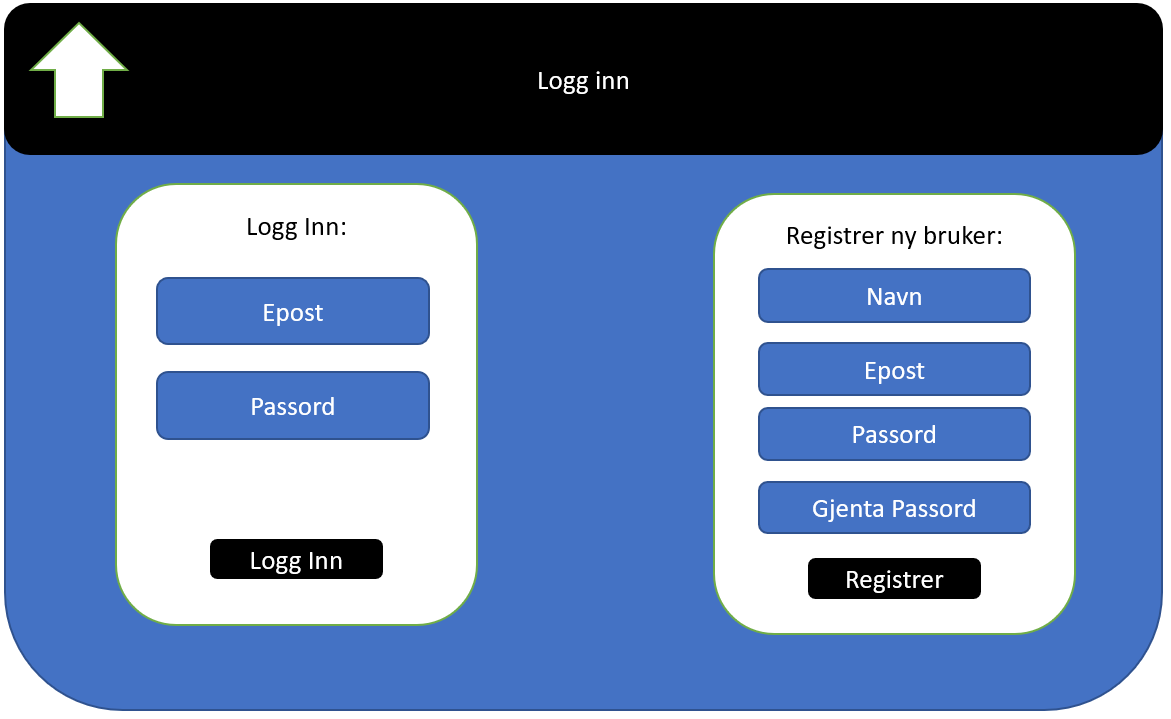 Logg inn
Logg Inn:
Epost
Passord
Logg Inn
Registrer ny bruker:
Navn
Epost
Passord
Gjenta Passord
Registrer